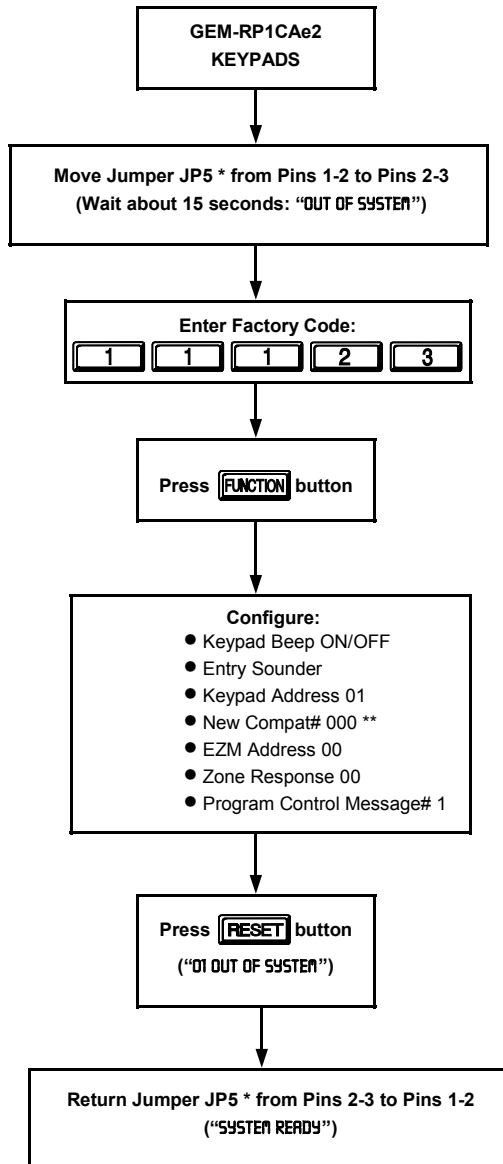 GEM-RP1CAe2
KEYPADS
Move Jumper JP5 * from Pins 1-2 to Pins 2-3
(Wait about 15 seconds: “OUT OF SYSTEM”)
Enter Factory Code:
1 1 1 2 3
Press FUNCTION button
Configure:
● Keypad Beep ON/OFF
● Entry Sounder
● Keypad Address 01
● New Compat# 000 **
● EZM Address 00
● Zone Response 00
● Program Control Message# 1
Press RESET button
(“01 OUT OF SYSTEM”)
Return Jumper JP5 * from Pins 2-3 to Pins 1-2
(“SYSTEM READY”)